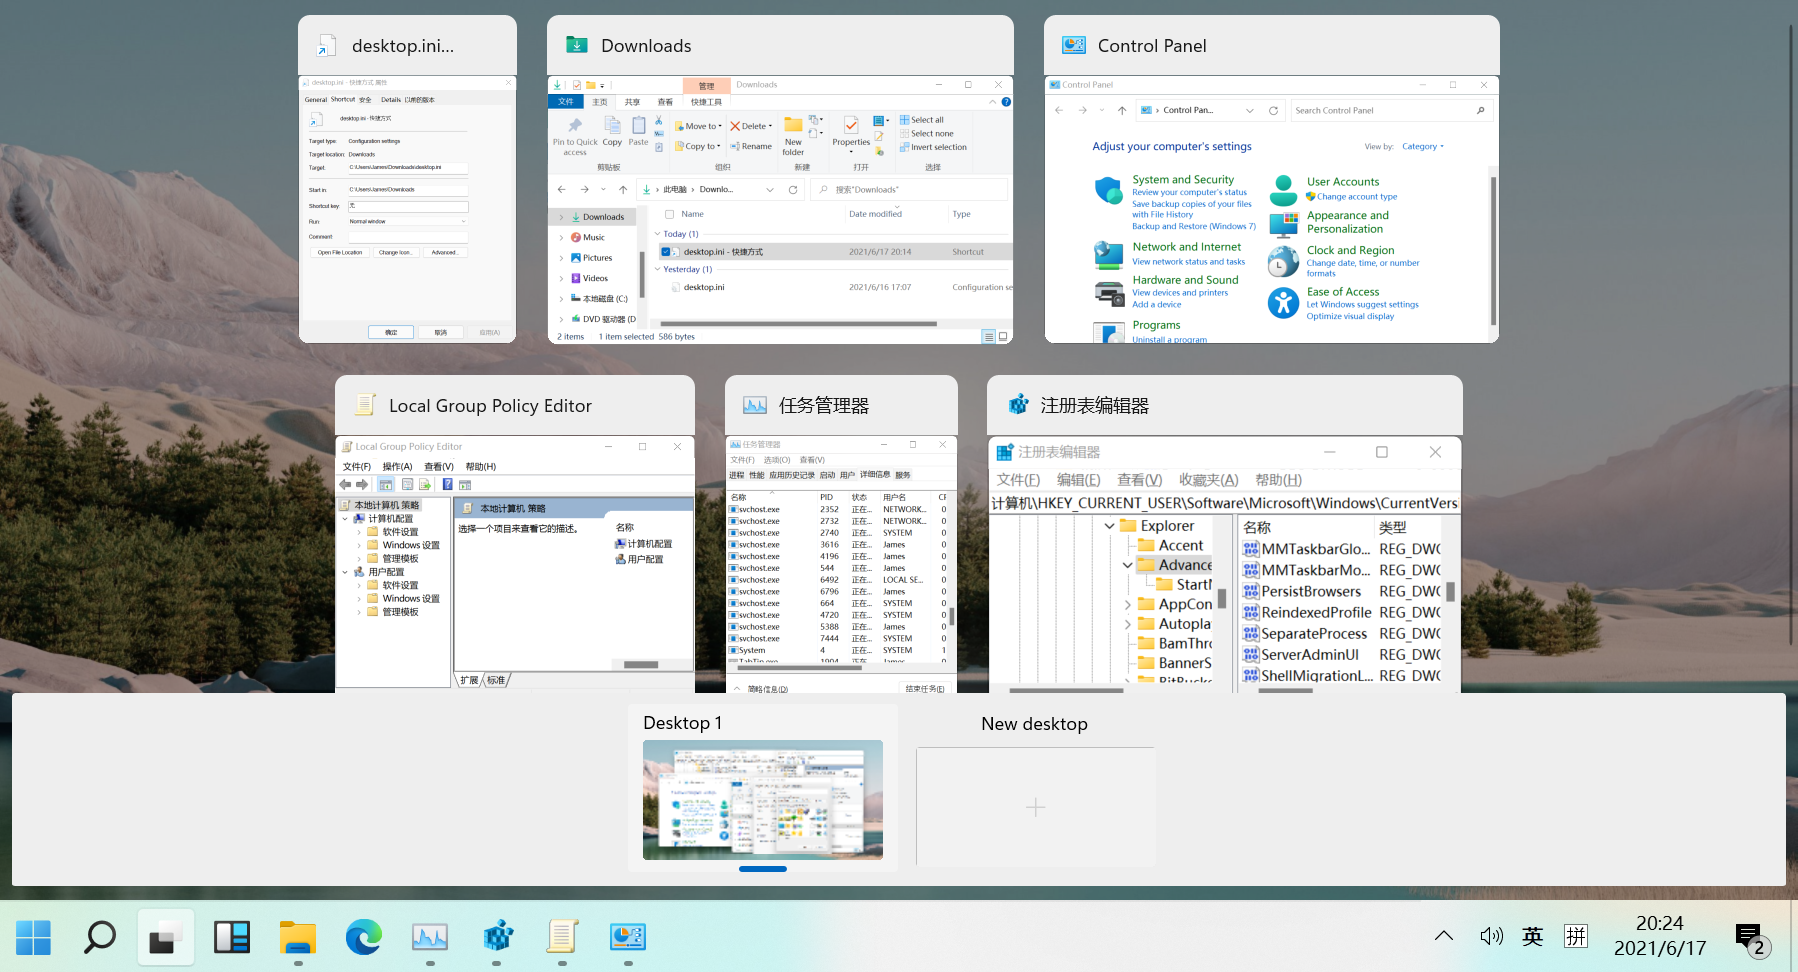 desktop.ini...
desktop.ini - 快捷方式 属性
General Shortcut 安全 Details 以前的版本
desktop.ini - 快捷方式
Target type: Configuration settings
Target location: Downloads
Target: C:\Users\James\Downloads\desktop.ini
Start in: C:\Users\James\Downloads
Shortcut key: 无
Run: Normal window
Comment:
Open File Location Change Icon... Advanced...
确定 取消 应用(A)
Downloads
管理 Downloads
文件 主页 共享 查看 快捷工具
Pin to Quick access Copy Paste
Move to Copy to Delete Rename
New folder
Properties
Select all
Select none
Invert selection
剪贴板 组织 新建 打开 选择
此电脑 › Downlo... 搜索"Downloads"
Downloads
Music
Pictures
Videos
本地磁盘 (C:)
DVD 驱动器 (D
Name Date modified Type
Today (1)
desktop.ini - 快捷方式 2021/6/17 20:14 Shortcut
Yesterday (1)
desktop.ini 2021/6/16 17:07 Configuration se
2 items 1 item selected 586 bytes
Control Panel
Control Panel
Control Pan... Search Control Panel
Adjust your computer's settings View by: Category
System and Security
Review your computer's status
Save backup copies of your files with File History
Backup and Restore (Windows 7)
Network and Internet
View network status and tasks
Hardware and Sound
View devices and printers
Add a device
Programs
Uninstall a program
User Accounts
Change account type
Appearance and Personalization
Clock and Region
Change date, time, or number formats
Ease of Access
Let Windows suggest settings
Optimize visual display
Local Group Policy Editor
Local Group Policy Editor
文件(F) 操作(A) 查看(V) 帮助(H)
本地计算机 策略
计算机配置
软件设置
Windows 设置
管理模板
用户配置
软件设置
Windows 设置
管理模板
本地计算机 策略
选择一个项目来查看它的描述。
名称
计算机配置
用户配置
扩展 标准
任务管理器
任务管理器
文件(F) 选项(O) 查看(V)
进程 性能 应用历史记录 启动 用户 详细信息 服务
名称 PID 状态 用户名 CF
svchost.exe 2352 正在... NETWORK... 0
svchost.exe 2732 正在... NETWORK... 0
svchost.exe 2740 正在... SYSTEM 0
svchost.exe 3616 正在... James 0
svchost.exe 4196 正在... James 0
svchost.exe 544 正在... James 0
svchost.exe 6492 正在... LOCAL SE... 0
svchost.exe 6796 正在... James 0
svchost.exe 664 正在... SYSTEM 0
svchost.exe 4720 正在... SYSTEM 0
svchost.exe 5388 正在... James 0
svchost.exe 7444 正在... SYSTEM 0
System 4 正在... SYSTEM 1
TabTip.exe 1904 正在... James 0
简略信息(D) 结束任务(E)
注册表编辑器
注册表编辑器
文件(F) 编辑(E) 查看(V) 收藏夹(A) 帮助(H)
计算机\HKEY_CURRENT_USER\Software\Microsoft\Windows\CurrentVers
Explorer
Accent
Advance
StartM
AppCon
Autopla
BamThro
BannerS
BitBucke
名称 类型
MMTaskbarGlo... REG_DWO
MMTaskbarMo... REG_DWO
PersistBrowsers REG_DWO
ReindexedProfile REG_DWO
SeparateProcess REG_DWO
ServerAdminUI REG_DWO
ShellMigrationL... REG_DWO
Desktop 1
New desktop
英 拼
20:24
2021/6/17
2